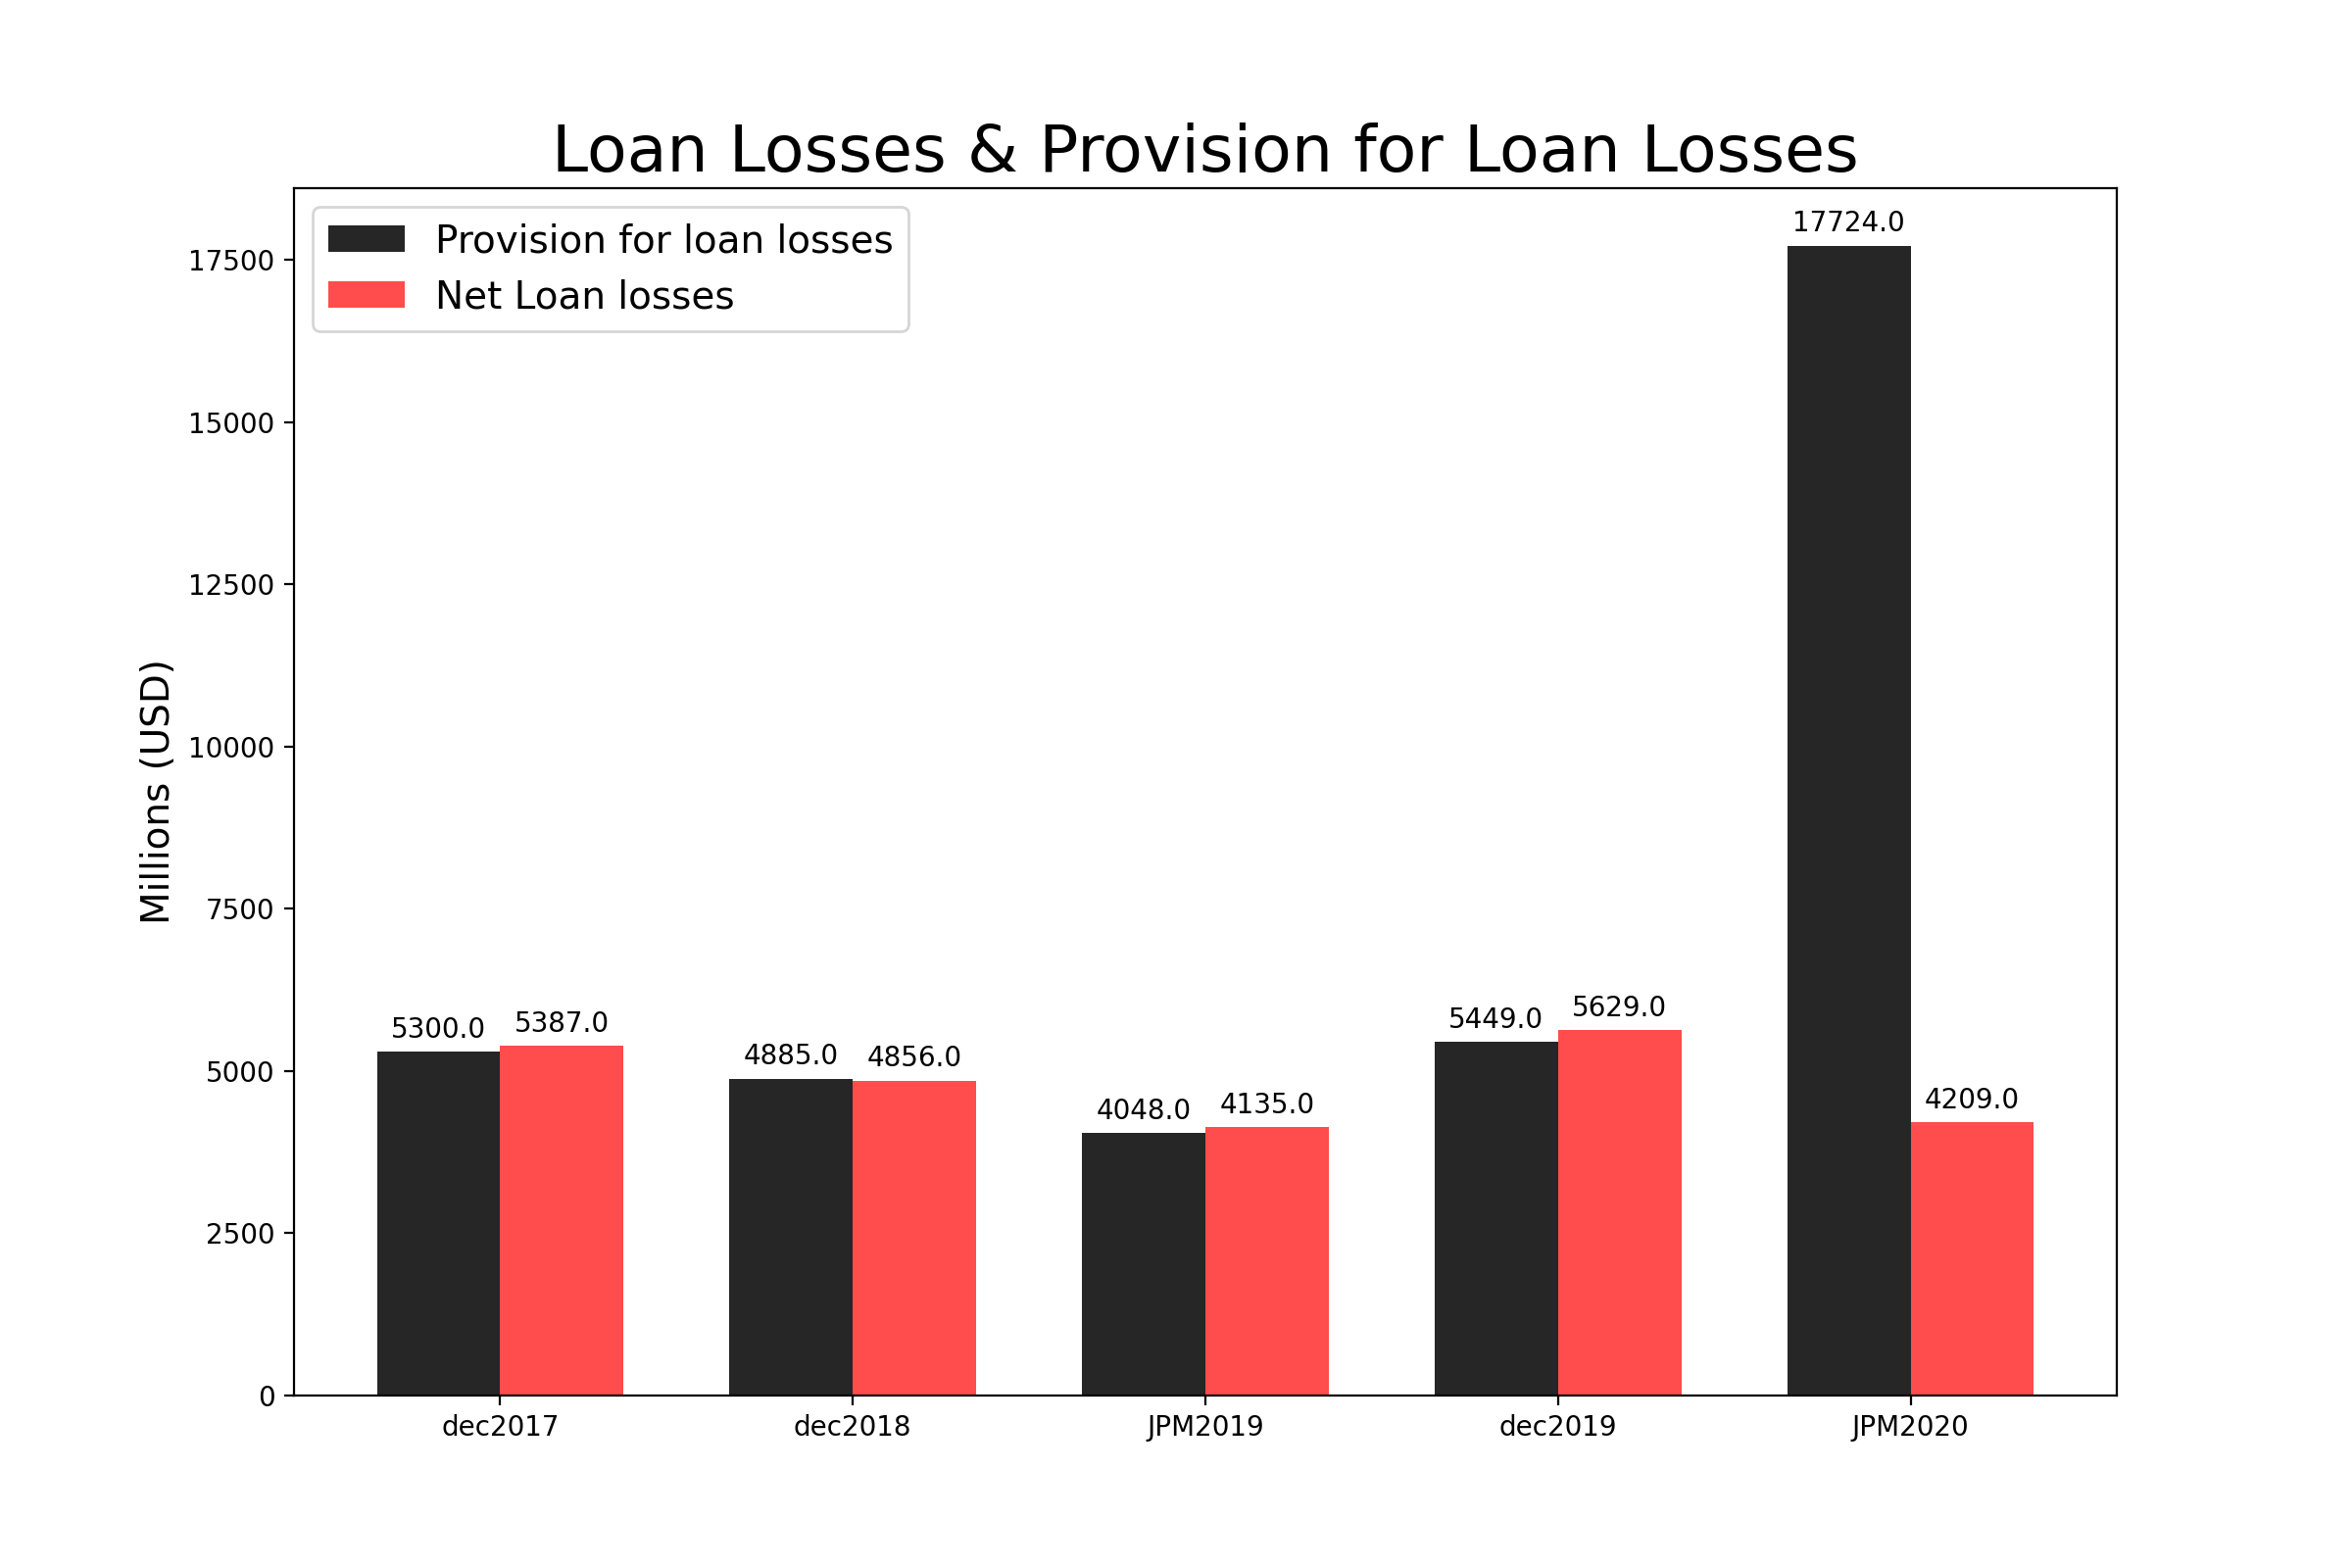 Loan Losses & Provision for Loan Losses
Provision for loan losses
Net Loan losses
Millions (USD)
17500
15000
12500
10000
7500
5000
2500
0
5300.0
5387.0
4885.0
4856.0
4048.0
4135.0
5449.0
5629.0
17724.0
4209.0
dec2017
dec2018
JPM2019
dec2019
JPM2020